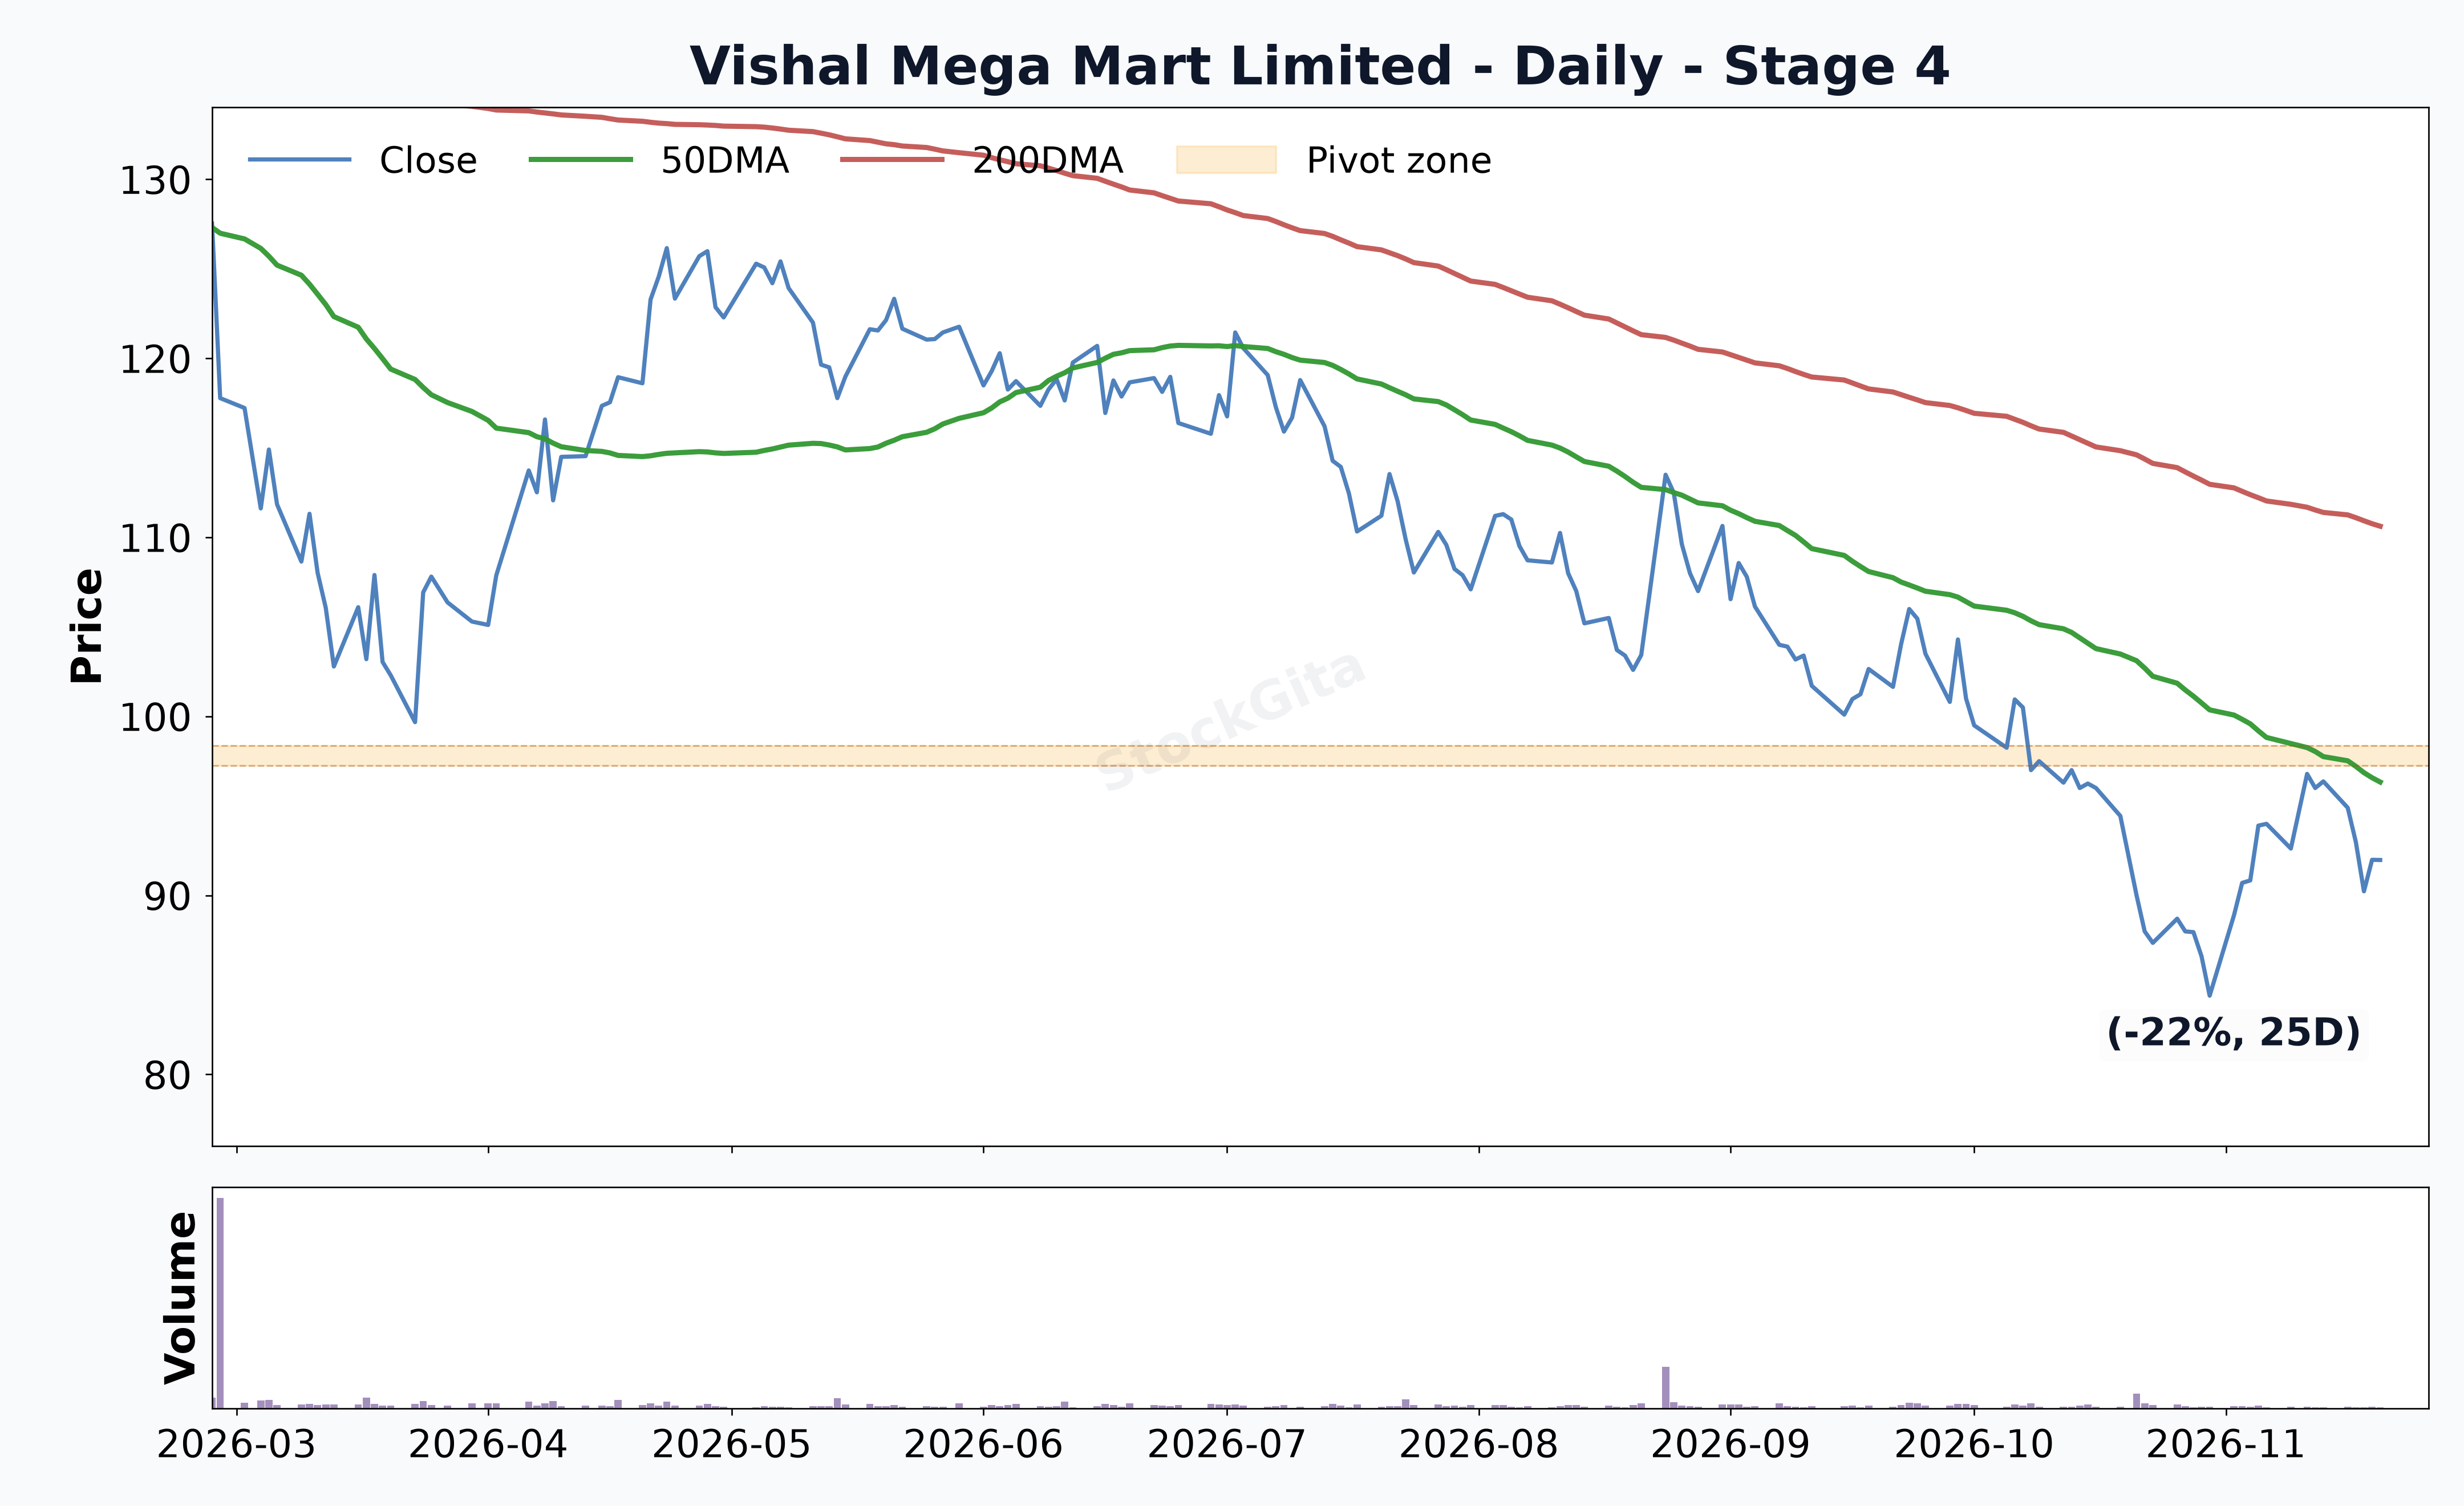 Vishal Mega Mart Limited - Daily - Stage 4
Close 50DMA 200DMA Pivot zone
130
120
110
100
90
80
Price
StockGita
(-22%, 25D)
Volume
2026-03 2026-04 2026-05 2026-06 2026-07 2026-08 2026-09 2026-10 2026-11